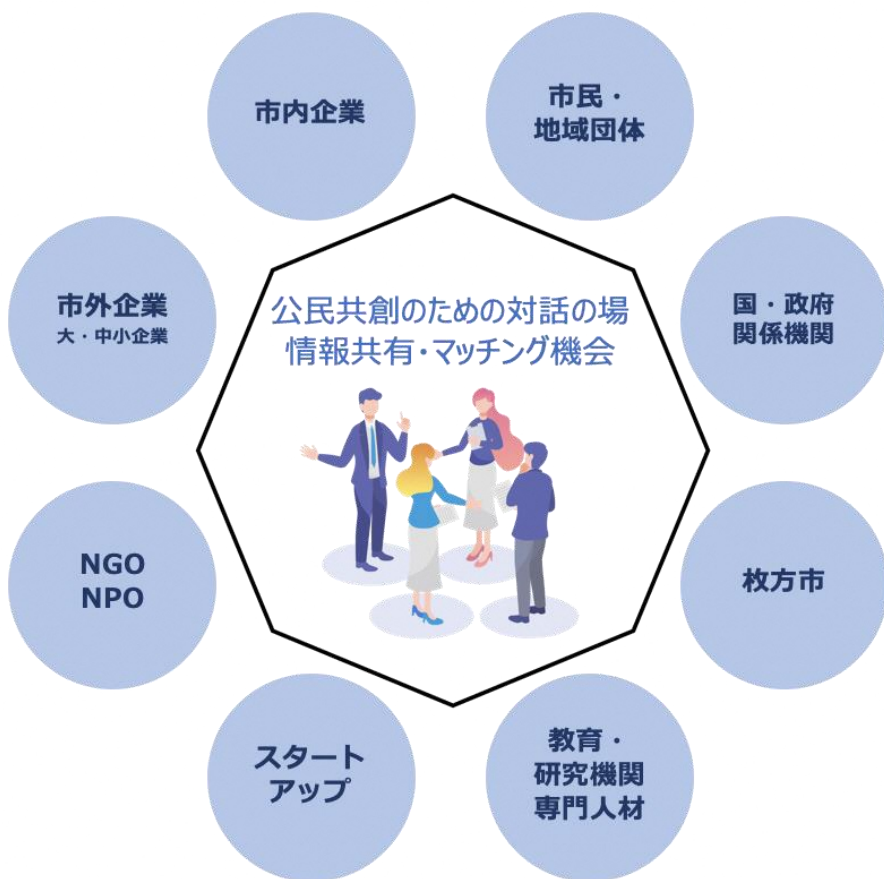 市内企業
市民・
地域団体
市外企業
大・中小企業
公民共創のための対話の場
情報共有・マッチング機会
国・政府
関係機関
NGO
NPO
枚方市
スタート
アップ
教育・
研究機関
専門人材